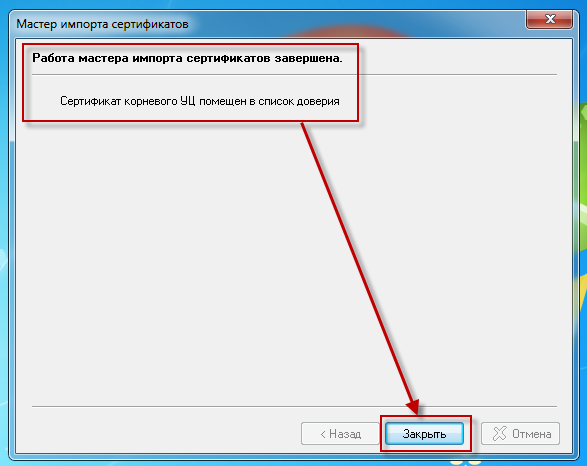 Мастер импорта сертификатов
Работа мастера импорта сертификатов завершена.
Сертификат корневого УЦ помещен в список доверия
< Назад
Закрыть
Отмена